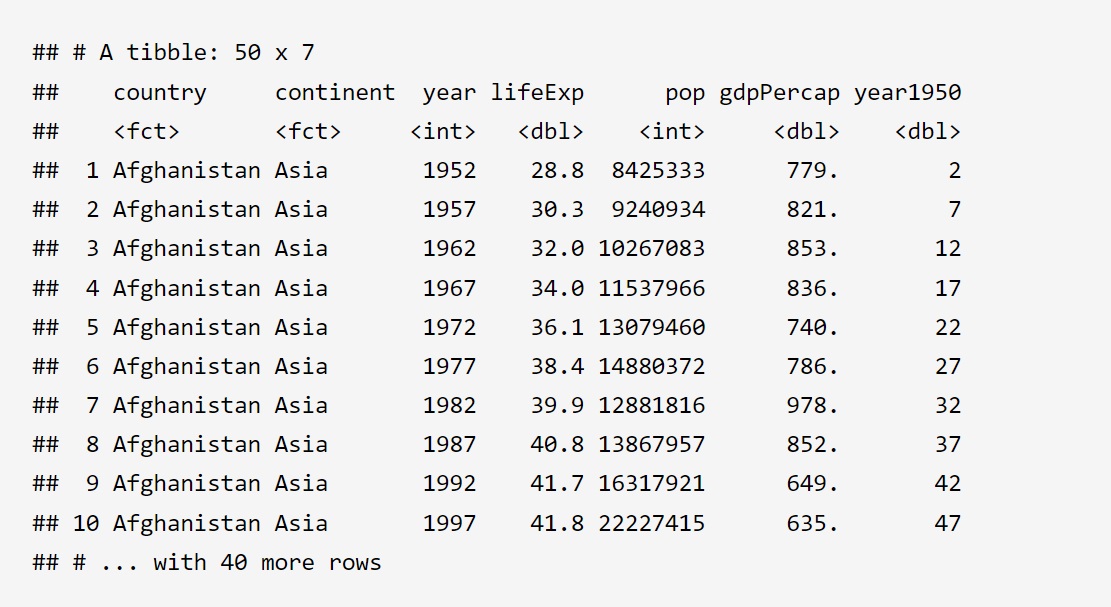 ## # A tibble: 50 x 7
##    country     continent  year lifeExp      pop gdpPercap year1950
##    <fct>       <fct>     <int>   <dbl>    <int>     <dbl>    <dbl>
##  1 Afghanistan Asia       1952    28.8  8425333      779.        2
##  2 Afghanistan Asia       1957    30.3  9240934      821.        7
##  3 Afghanistan Asia       1962    32.0 10267083      853.       12
##  4 Afghanistan Asia       1967    34.0 11537966      836.       17
##  5 Afghanistan Asia       1972    36.1 13079460      740.       22
##  6 Afghanistan Asia       1977    38.4 14880372      786.       27
##  7 Afghanistan Asia       1982    39.9 12881816      978.       32
##  8 Afghanistan Asia       1987    40.8 13867957      852.       37
##  9 Afghanistan Asia       1992    41.7 16317921      649.       42
## 10 Afghanistan Asia       1997    41.8 22227415      635.       47
## # ... with 40 more rows